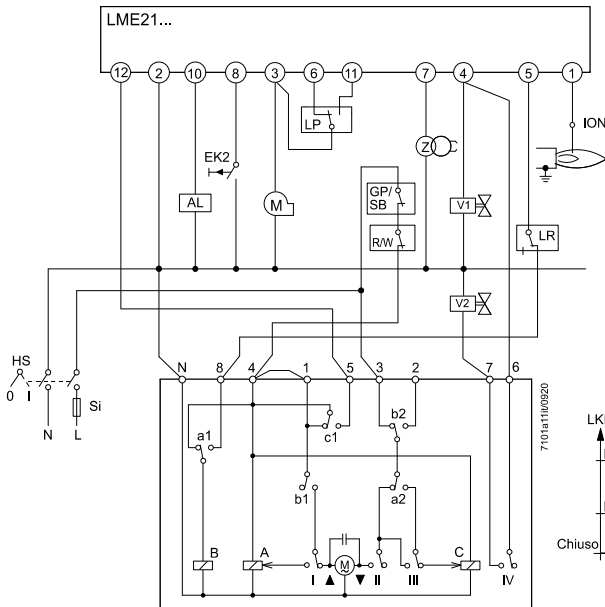 LME21...
12 2 10 8 3 6 11 7 4 5 1
LP
ION
EK2
Z
GP/
SB
AL
M
V1
R/W
LR
V2
HS
0 I
Si
N L
N 8 4 1 5 3 2 7 6
7101a11it/0920
c1
b2
a1
b1
a2
LK
Chiuso
B A I M ~ II III C IV